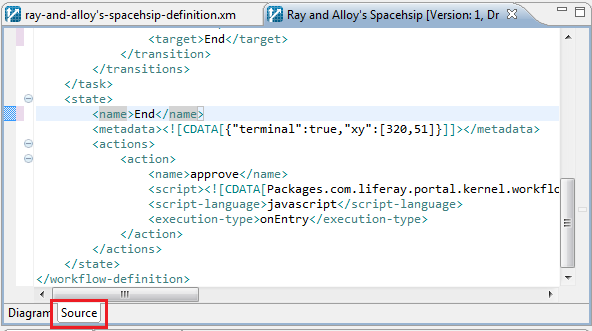 ray-and-alloy's-spacehsip-definition.xm
Ray and Alloy's Spacehsip [Version: 1, Dr
<target>End</target>
</transition>
</transitions>
</task>
<state>
<name>End</name>
<metadata><![CDATA[{"terminal":true,"xy":[320,51]}]]></metadata>
<actions>
<action>
<name>approve</name>
<script><![CDATA[Packages.com.liferay.portal.kernel.workflo
<script-language>javascript</script-language>
<execution-type>onEntry</execution-type>
</action>
</actions>
</state>
</workflow-definition>
Diagram Source